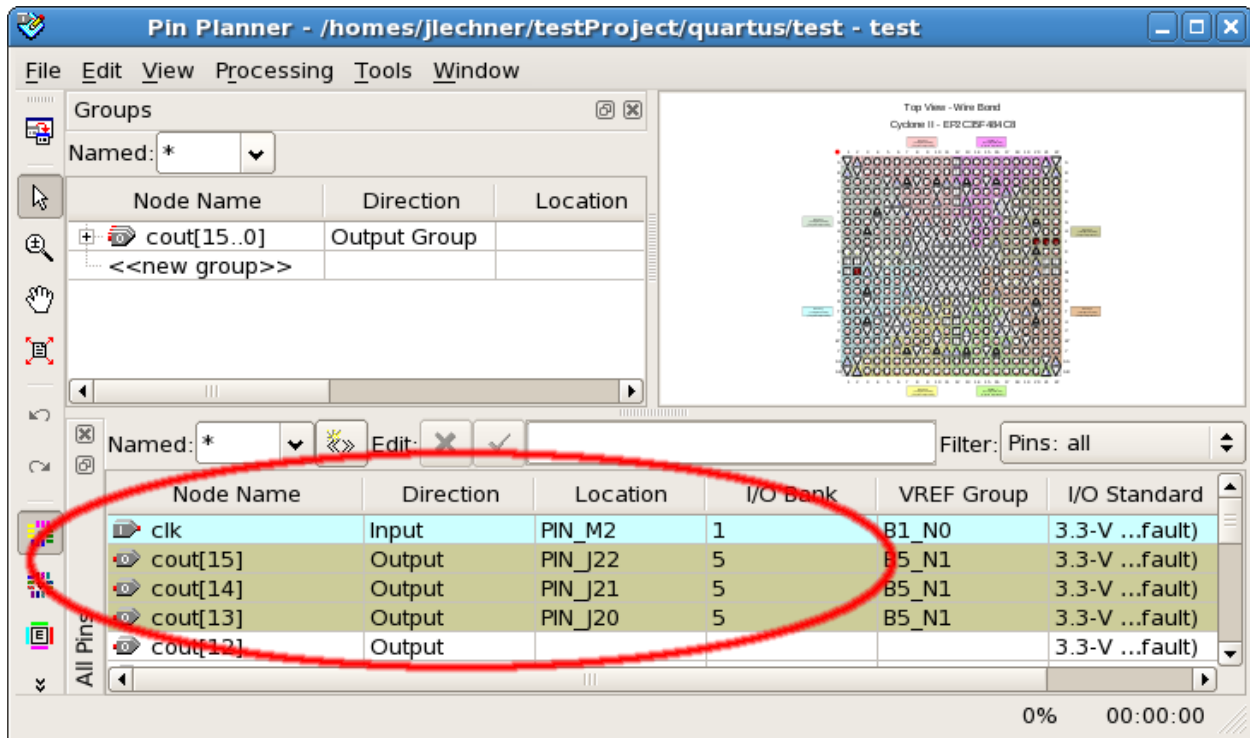 Pin Planner - /homes/jlechner/testProject/quartus/test - test
File Edit View Processing Tools Window
Groups
Named: *
Node Name Direction Location
cout[15..0] Output Group
<<new group>>
Top View - Wire Bond
Cyclone II - EP2C35F484C8
Named: * Edit: Filter: Pins: all
Node Name Direction Location I/O Bank VREF Group I/O Standard
clk Input PIN_M2 1 B1_N0 3.3-V ...fault)
cout[15] Output PIN_J22 5 B5_N1 3.3-V ...fault)
cout[14] Output PIN_J21 5 B5_N1 3.3-V ...fault)
cout[13] Output PIN_J20 5 B5_N1 3.3-V ...fault)
cout[12] Output 3.3-V ...fault)
All Pins
0% 00:00:00